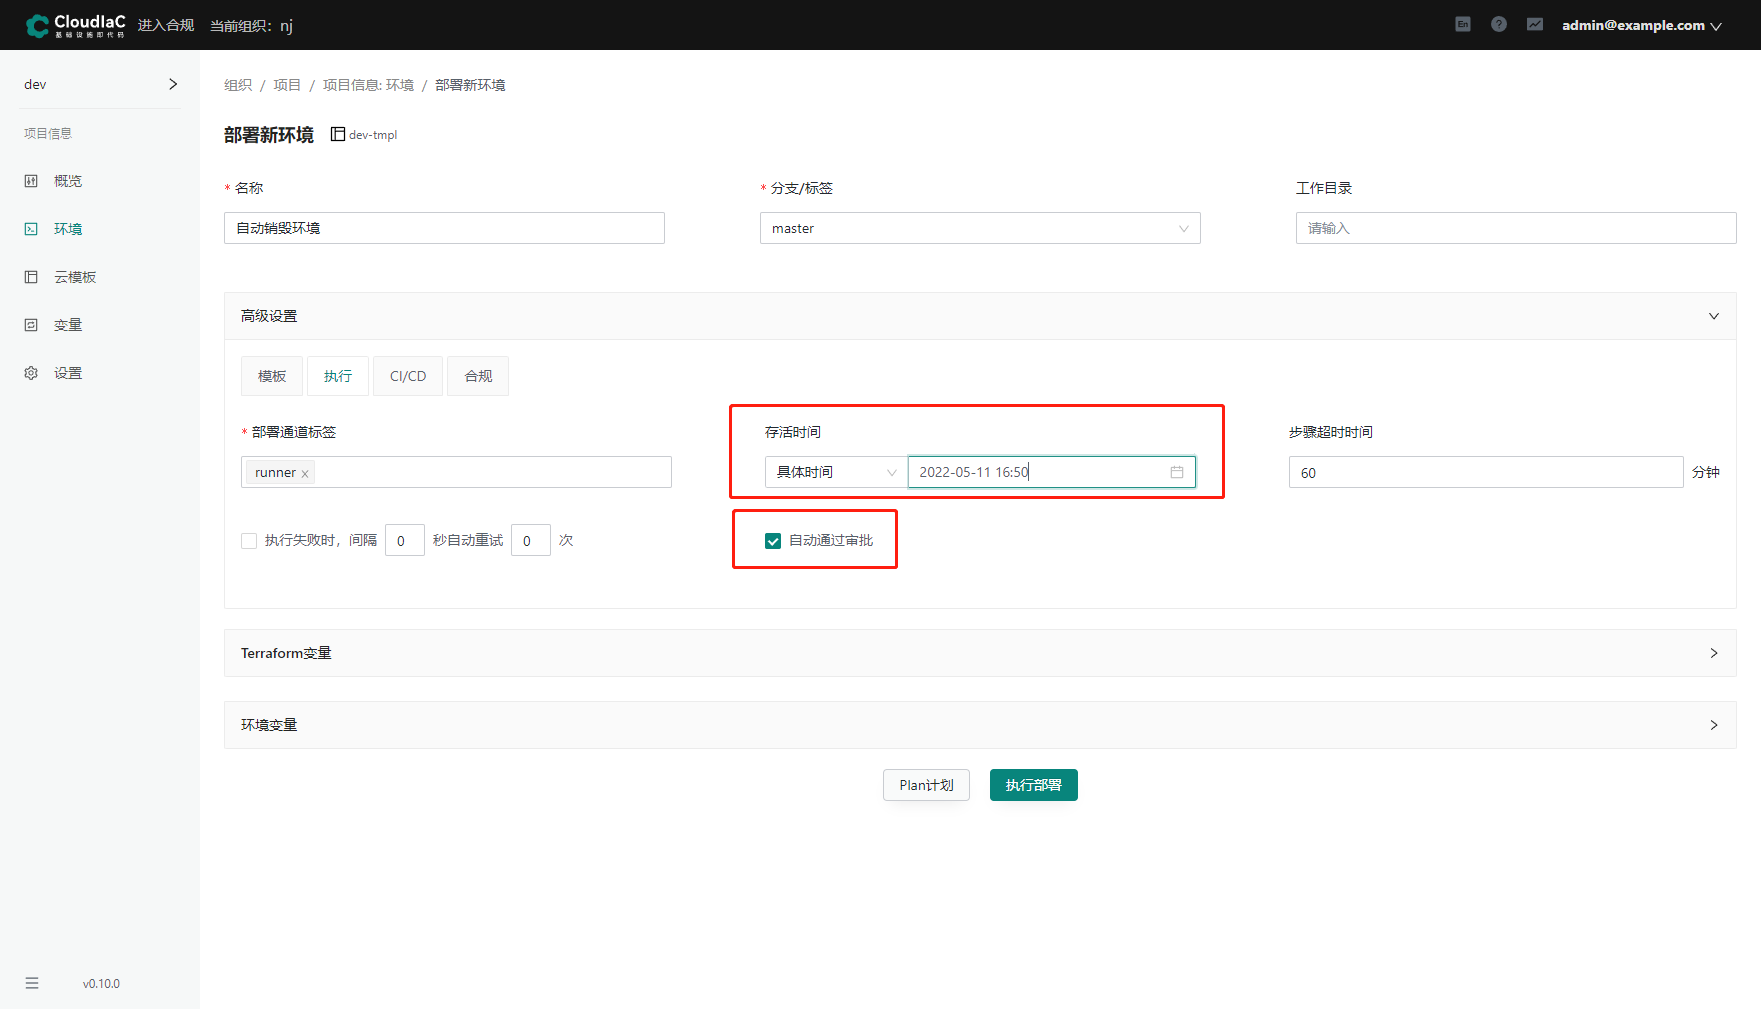 CloudIaC
基础设施即代码
进入合规
当前组织: nj
En
?
admin@example.com
dev
项目信息
概览
环境
云模板
变量
设置
v0.10.0
组织 / 项目 / 项目信息: 环境 / 部署新环境
部署新环境 dev-tmpl
* 名称
自动销毁环境
* 分支/标签
master
工作目录
请输入
高级设置
模板 执行 CI/CD 合规
* 部署通道标签
runner ×
存活时间
具体时间 2022-05-11 16:50
步骤超时时间
60 分钟
执行失败时，间隔 0 秒自动重试 0 次
自动通过审批
Terraform变量
环境变量
Plan计划 执行部署